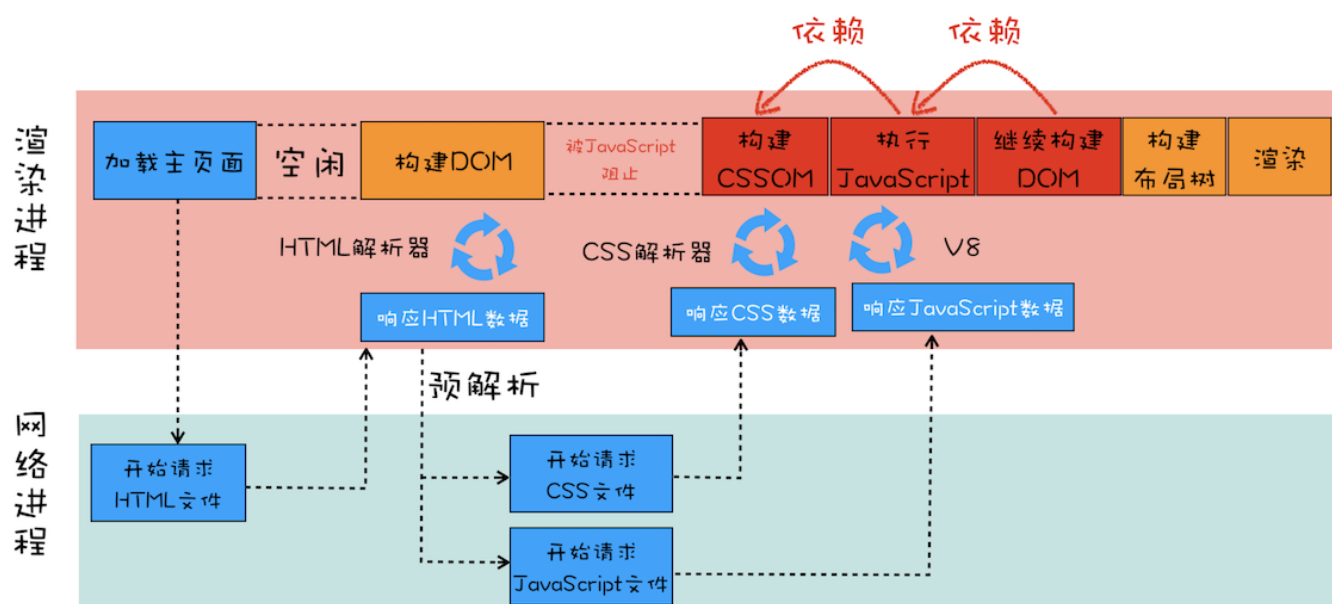 依赖 依赖
渲染进程
加载主页面
空闲
构建DOM
被JavaScript
阻止
构建
CSSOM
执行
JavaScript
继续构建
DOM
构建
布局树
渲染
HTML解析器
CSS解析器
V8
响应HTML数据
响应CSS数据
响应JavaScript数据
预解析
网络进程
开始请求
HTML文件
开始请求
CSS文件
开始请求
JavaScript文件